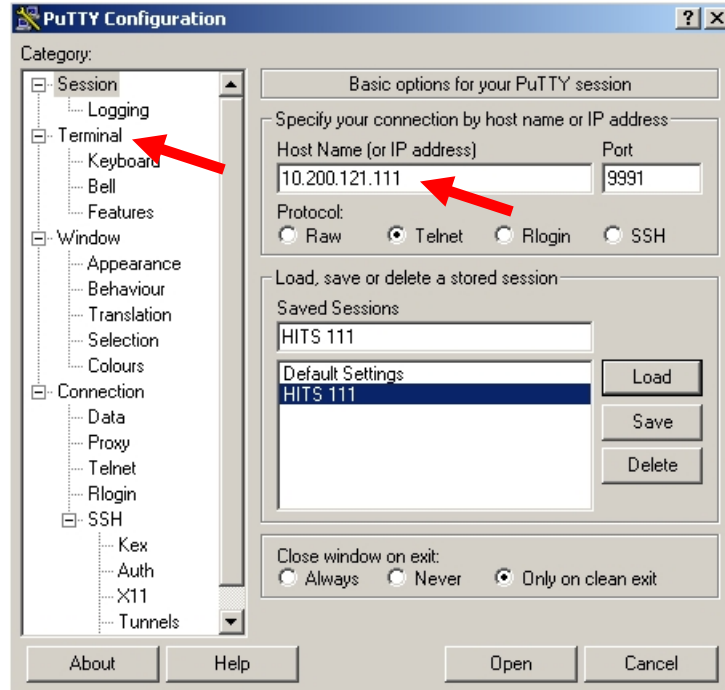 PuTTY Configuration
Category:
Session
Logging
Terminal
Keyboard
Bell
Features
Window
Appearance
Behaviour
Translation
Selection
Colours
Connection
Data
Proxy
Telnet
Rlogin
SSH
Kex
Auth
X11
Tunnels
Basic options for your PuTTY session
Specify your connection by host name or IP address
Host Name (or IP address) Port
10.200.121.111 9991
Protocol:
Raw Telnet Rlogin SSH
Load, save or delete a stored session
Saved Sessions
HITS 111
Default Settings
HITS 111
Load
Save
Delete
Close window on exit:
Always Never Only on clean exit
About Help Open Cancel